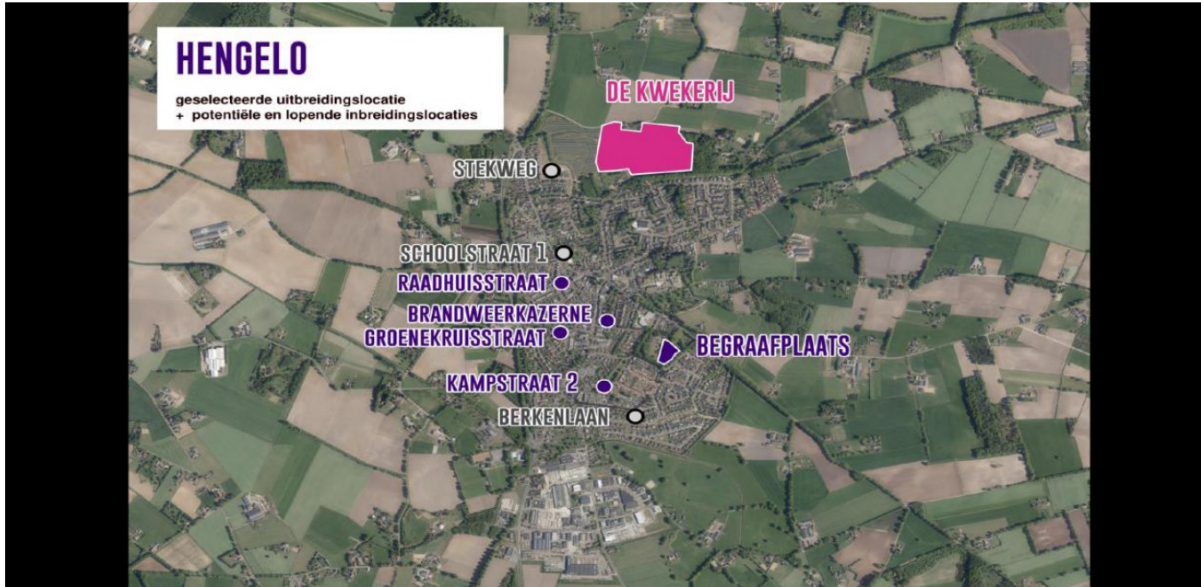 HENGELO
geselecteerde uitbreidingslocatie
+ potentiële en lopende inbreidingslocaties
DE KWEKERIJ
STEKWEG
SCHOOLSTRAAT 1
RAADHUISSTRAAT
BRANDWEERKAZERNE
GROENEKRUISSTRAAT
BEGRAAFPLAATS
KAMPSTRAAT 2
BERKENLAAN